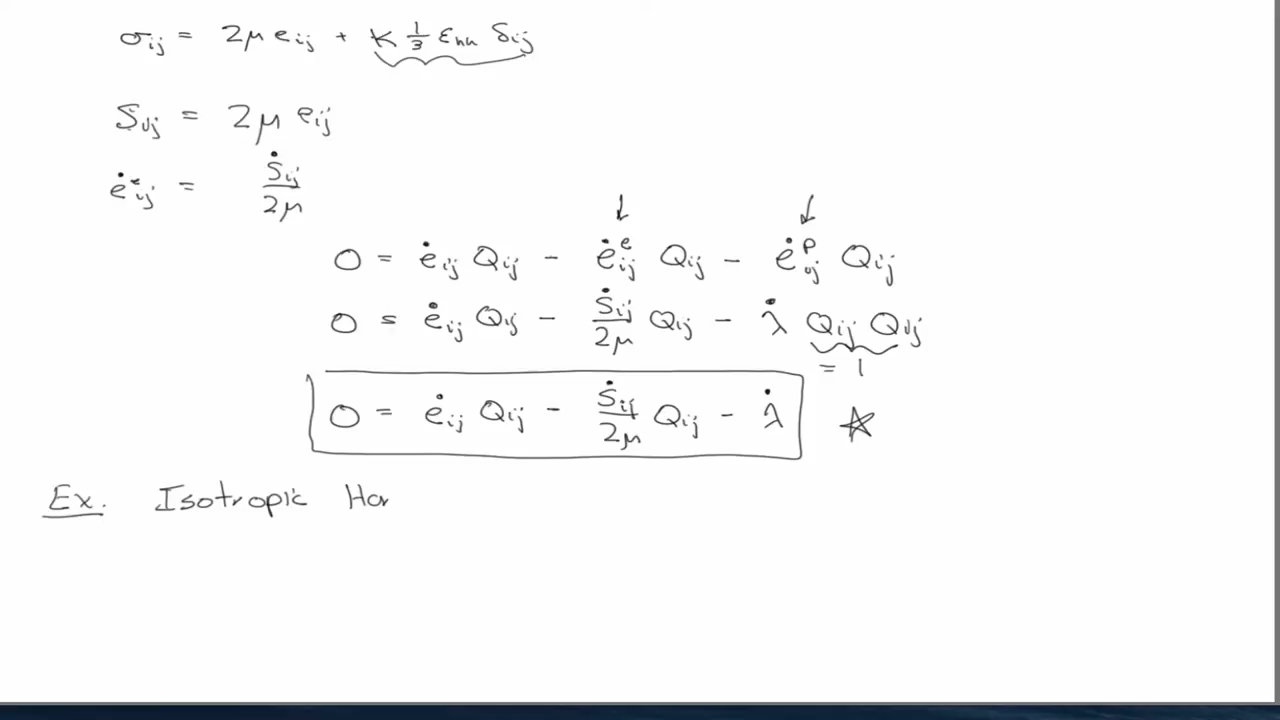 σij = 2μ eij + K 1/3 εkk δij
Sij = 2μ eij
ėᵉij = Ṡij / 2μ
0 = ėij Qij - ėᵉij Qij - ėᵖij Qij
0 = ėij Qij - Ṡij / 2μ Qij - λ̇ Qij Qij
= 1
0 = ėij Qij - Ṡij / 2μ Qij - λ̇ ☆
Ex. Isotropic Har